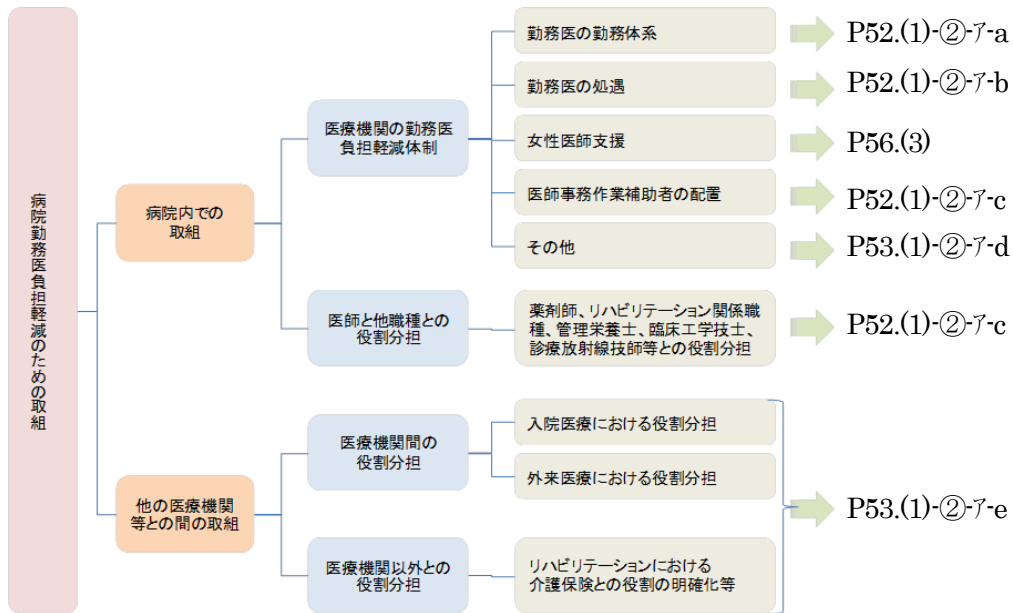 病院勤務医負担軽減のための取組
病院内での
取組
他の医療機関
等との間の取組
医療機関の勤務医
負担軽減体制
医師と他職種との
役割分担
医療機関間の
役割分担
医療機関以外との
役割分担
勤務医の勤務体系
P52.(1)-②-ｱ-a
勤務医の処遇
P52.(1)-②-ｱ-b
女性医師支援
P56.(3)
医師事務作業補助者の配置
P52.(1)-②-ｱ-c
その他
P53.(1)-②-ｱ-d
薬剤師、リハビリテーション関係職
種、管理栄養士、臨床工学技士、
診療放射線技師等との役割分担
P52.(1)-②-ｱ-c
入院医療における役割分担
外来医療における役割分担
リハビリテーションにおける
介護保険との役割の明確化等
P53.(1)-②-ｱ-e